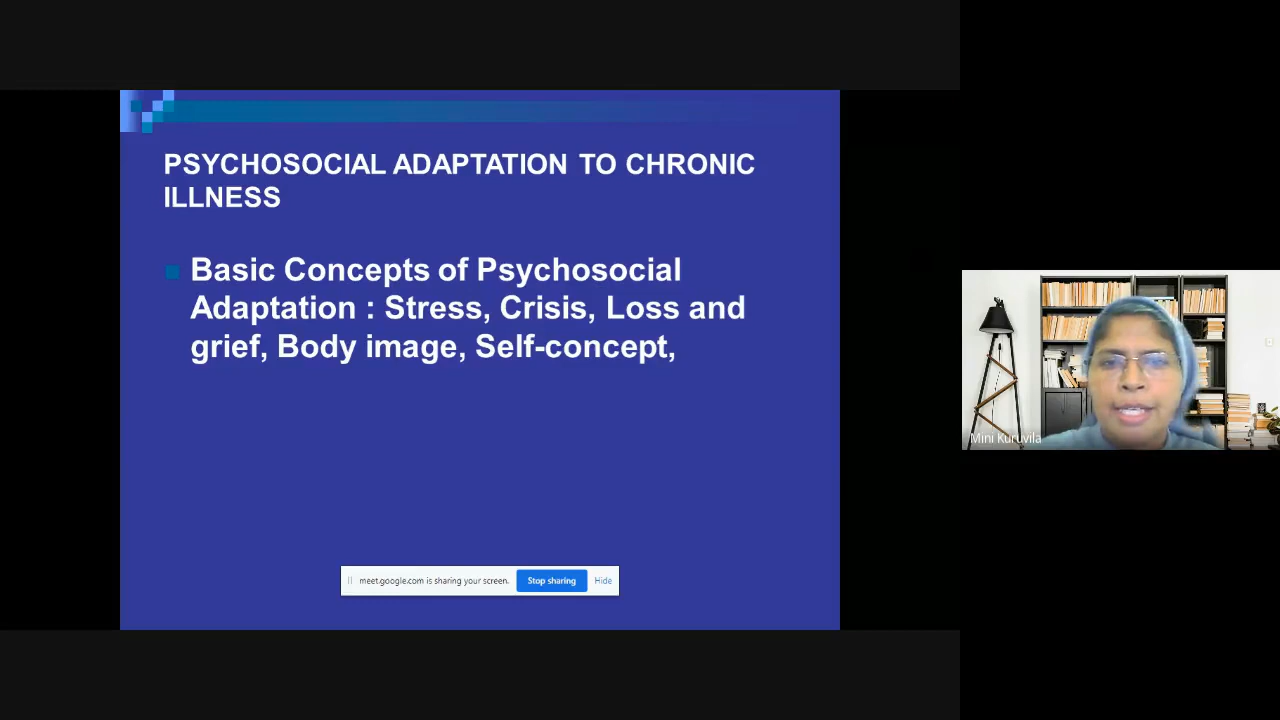 PSYCHOSOCIAL ADAPTATION TO CHRONIC
ILLNESS
Basic Concepts of Psychosocial
Adaptation : Stress, Crisis, Loss and
grief, Body image, Self-concept,
meet.google.com is sharing your screen. Stop sharing Hide
Mini Kuruvila